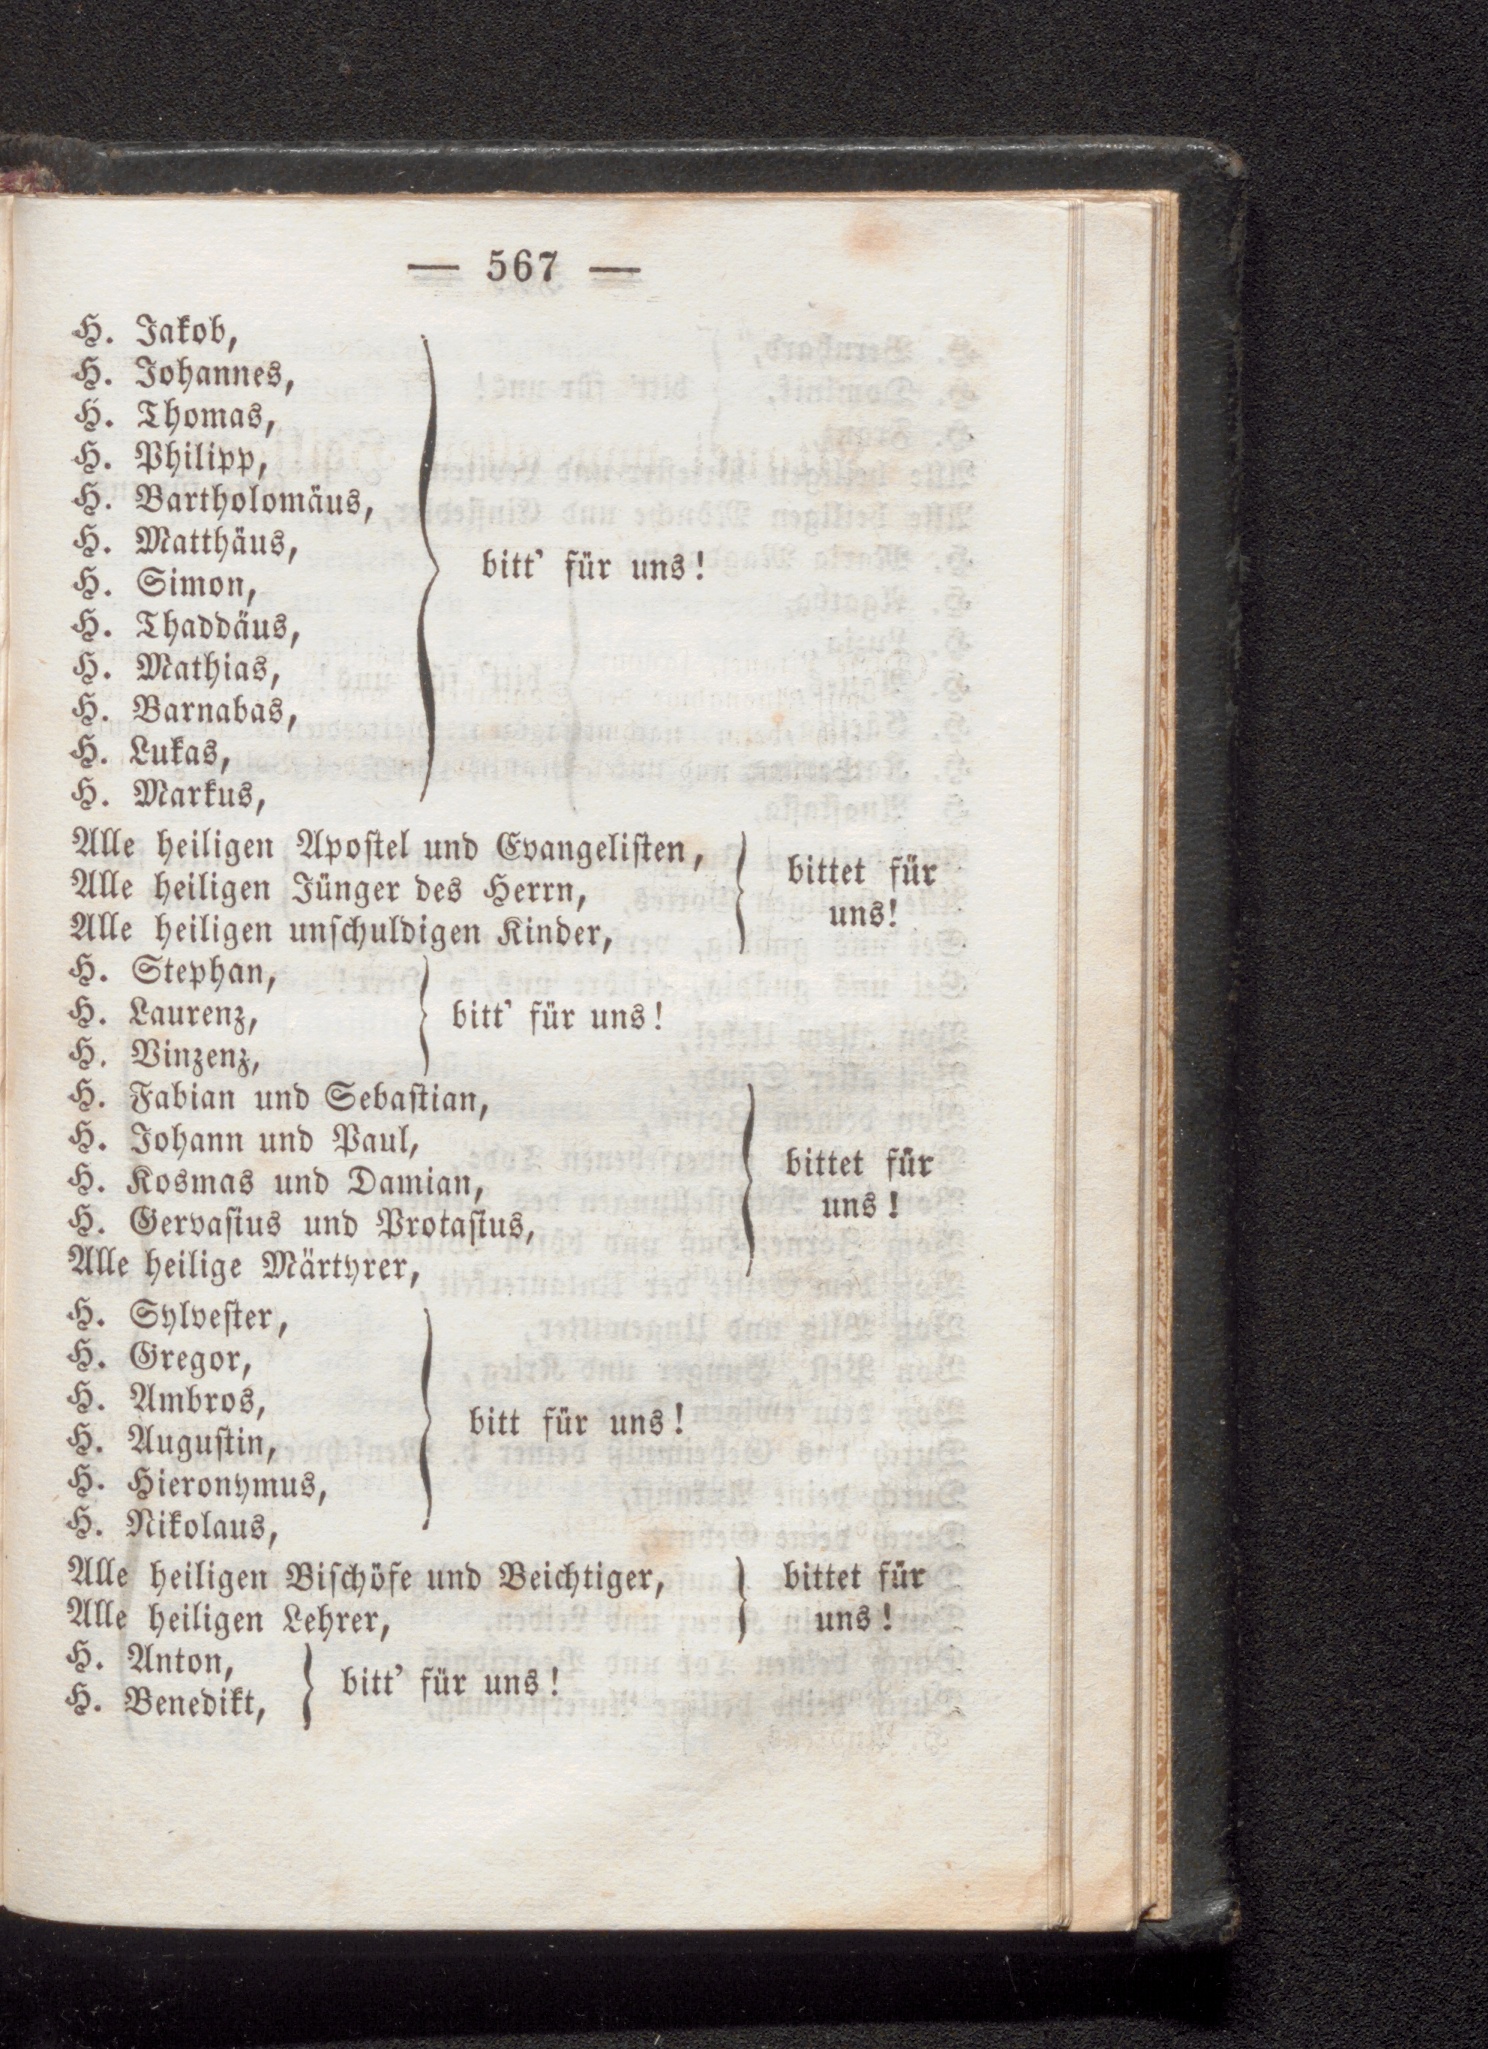 — 567 —
H. Jakob,
H. Johannes,
H. Thomas,
H. Philipp,
H. Bartholomäus,
H. Matthäus,
H. Simon,
H. Thaddäus,
H. Mathias,
H. Barnabas,
H. Lukas,
H. Markus,
bitt' für uns!
Alle heiligen Apostel und Evangelisten,
Alle heiligen Jünger des Herrn,
Alle heiligen unschuldigen Kinder,
bittet für
uns!
H. Stephan,
H. Laurenz,
H. Vinzenz,
bitt' für uns!
H. Fabian und Sebastian,
H. Johann und Paul,
H. Kosmas und Damian,
H. Gervasius und Protasius,
Alle heilige Märtyrer,
bittet für
uns!
H. Sylvester,
H. Gregor,
H. Ambros,
H. Augustin,
H. Hieronymus,
H. Nikolaus,
bitt für uns!
Alle heiligen Bischöfe und Beichtiger,
Alle heiligen Lehrer,
bittet für
uns!
H. Anton,
H. Benedikt,
bitt' für uns!